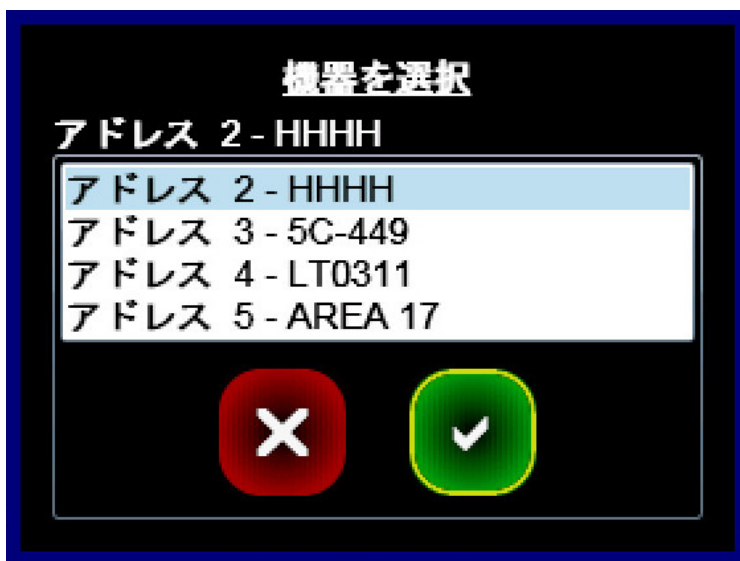 機器を選択
アドレス 2 - HHHH
アドレス 2 - HHHH
アドレス 3 - 5C-449
アドレス 4 - LT0311
アドレス 5 - AREA 17